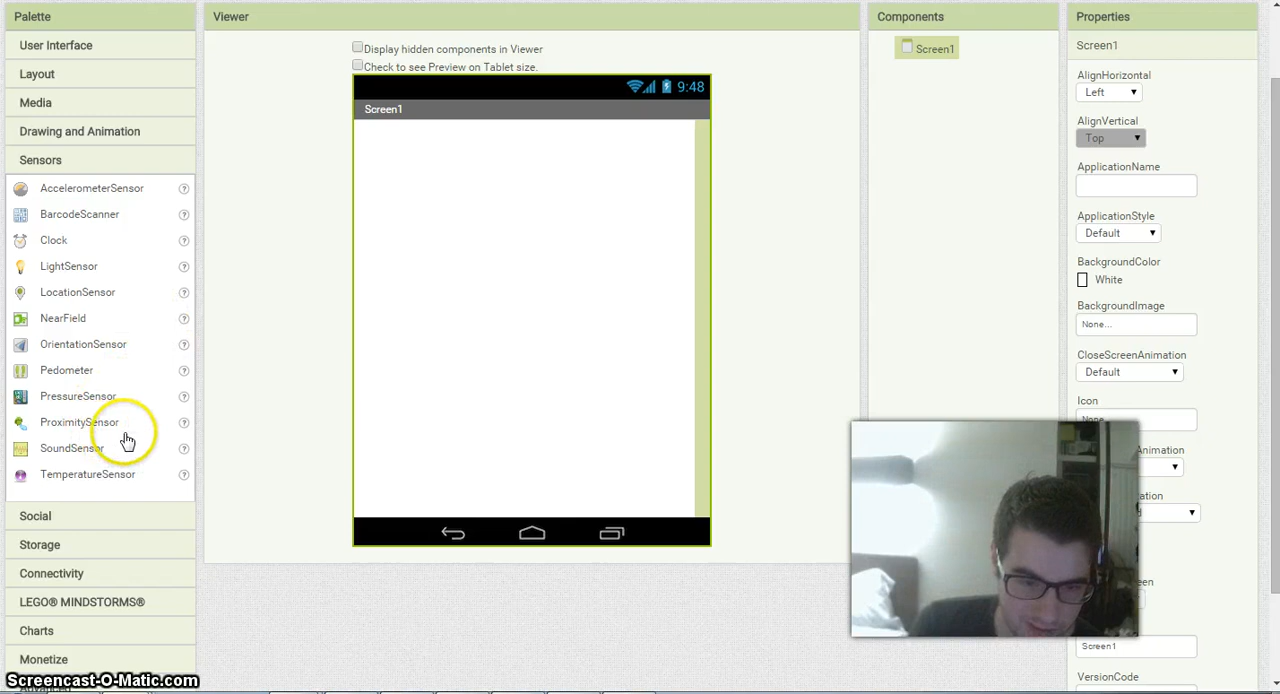 Palette
User Interface
Layout
Media
Drawing and Animation
Sensors
AccelerometerSensor
?
BarcodeScanner
?
Clock
?
LightSensor
?
LocationSensor
?
NearField
?
OrientationSensor
?
Pedometer
?
PressureSensor
?
ProximitySensor
?
SoundSensor
?
TemperatureSensor
?
Social
Storage
Connectivity
LEGO® MINDSTORMS®
Charts
Monetize
Advanced
Screencast-O-Matic.com
Viewer
Display hidden components in Viewer
Check to see Preview on Tablet size.
9:48
Screen1
Components
Screen1
Properties
Screen1
AlignHorizontal
Left
AlignVertical
Top
ApplicationName
ApplicationStyle
Default
BackgroundColor
White
BackgroundImage
None...
CloseScreenAnimation
Default
Icon
None
Animation
Screen1
VersionCode